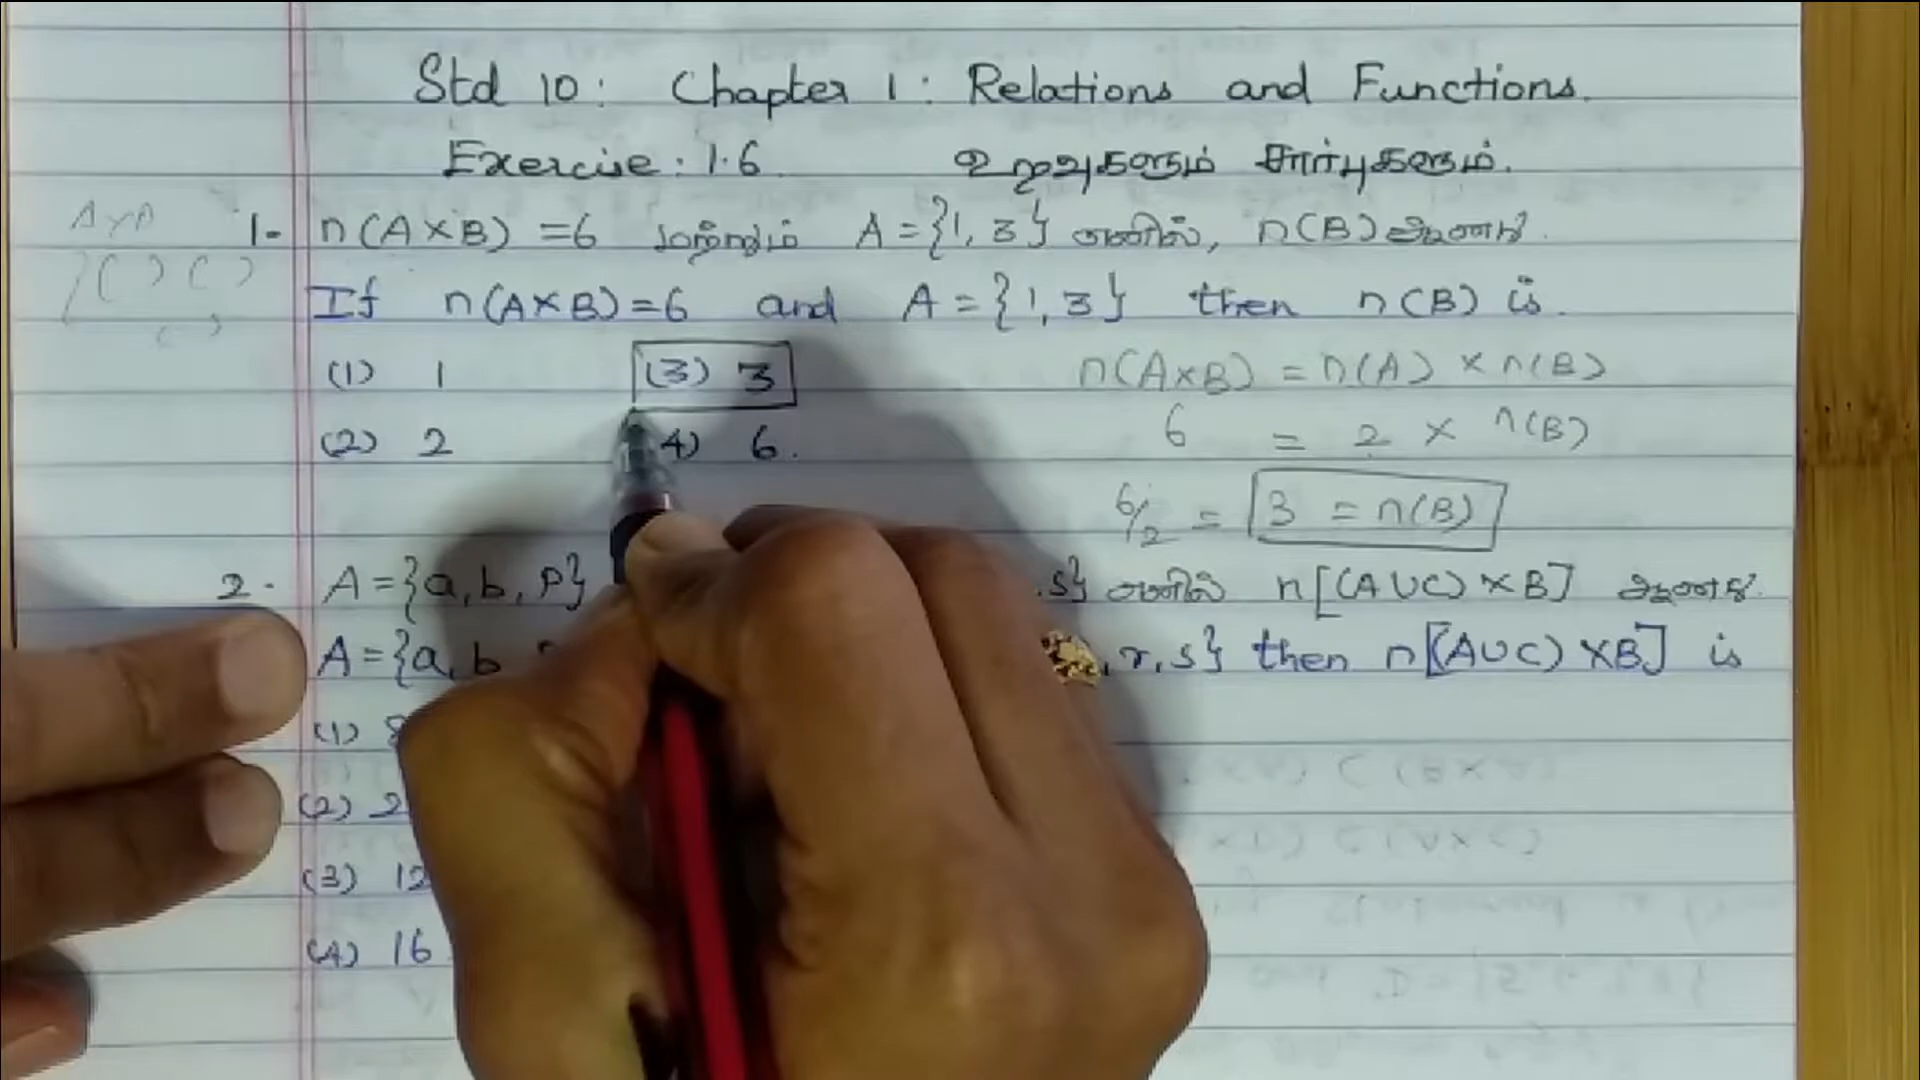 Std 10: Chapter 1: Relations and Functions.
Exercise: 1.6 உறவுகளும் சார்புகளும்.
1. n(A×B) =6 மற்றும் A={1, 3} எனில், n(B) ஆனது.
If n(A×B)=6 and A={1,3} then n(B) is.
(1) 1 (3) 3
(2) 2 4) 6.
n(A×B) = n(A) × n(B)
6 = 2 × n(B)
6/2 = 3 = n(B)
2. A={a,b,p} s} எனில் n[(A∪C) ×B] ஆனது.
A={a,b , r,s} then n[(A∪C) ×B] is
(1) 8
(2) 2
(3) 12
(4) 16